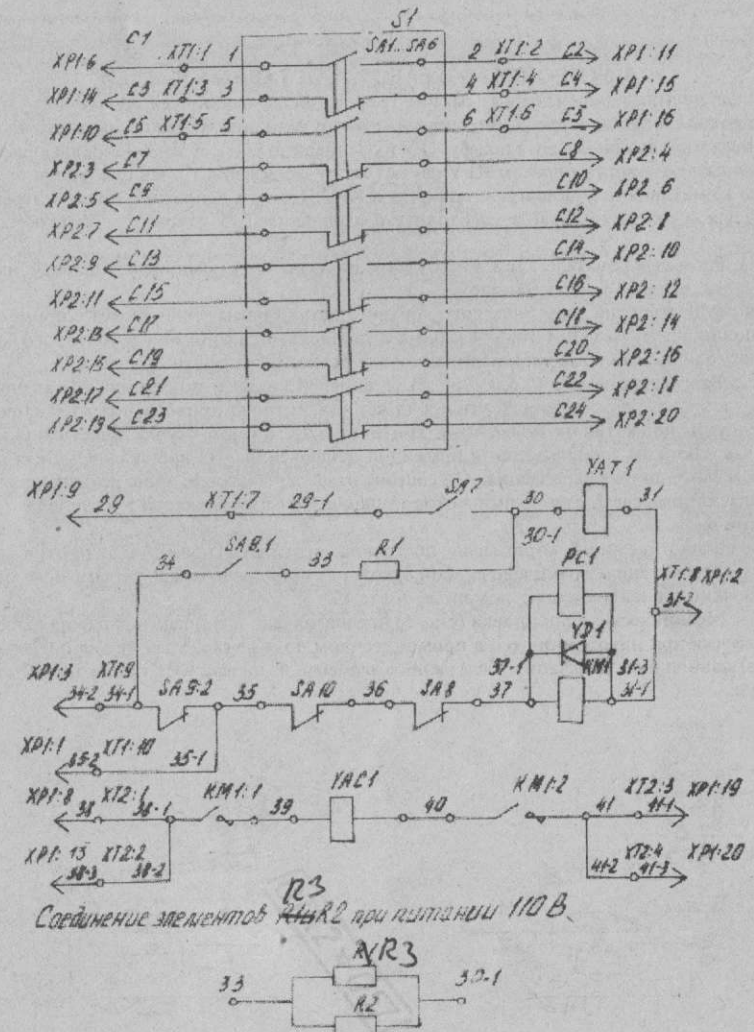 S1
C1 SA1...SA6
XP1:6 XT1:1 1 2 XT1:2 C2 XP1:11
XP1:14 C3 XT1:3 3 4 XT1:4 C4 XP1:15
XP1:10 C5 XT1:5 5 6 XT1:6 C5 XP1:16
XP2:3 C7 C8 XP2:4
XP2:5 C9 C10 XP2:6
XP2:7 C11 C12 XP2:8
XP2:9 C13 C14 XP2:10
XP2:11 C15 C16 XP2:12
XP2:13 C17 C18 XP2:14
XP2:15 C19 C20 XP2:16
XP2:17 C21 C22 XP2:18
XP2:19 C23 C24 XP2:20
YAT1
XP1:9 29 XT1:7 29-1 SA7 30 30-1 31
34 SA9.1 33 R1 PC1 XT1:8 XP1:2
31-2
VD1
37-1 KM1 31-3
XP1:3 XT1:9
34-2 34-1 SA9:2 35 SA10 36 SA8 37 31-1
XP1:1 XT1:10
35-2 35-1
XP1:8 XT2:1 KM1:1 YAC1 KM1:2 XT2:3 XP1:19
38 38-1 39 40 41 41-1
XP1:13 XT2:2 XT2:4 XP1:20
38-3 38-2 41-2 41-3
R3
Соединение элементов R1иR2 при питании 110 В.
R3
33 30-1
R2